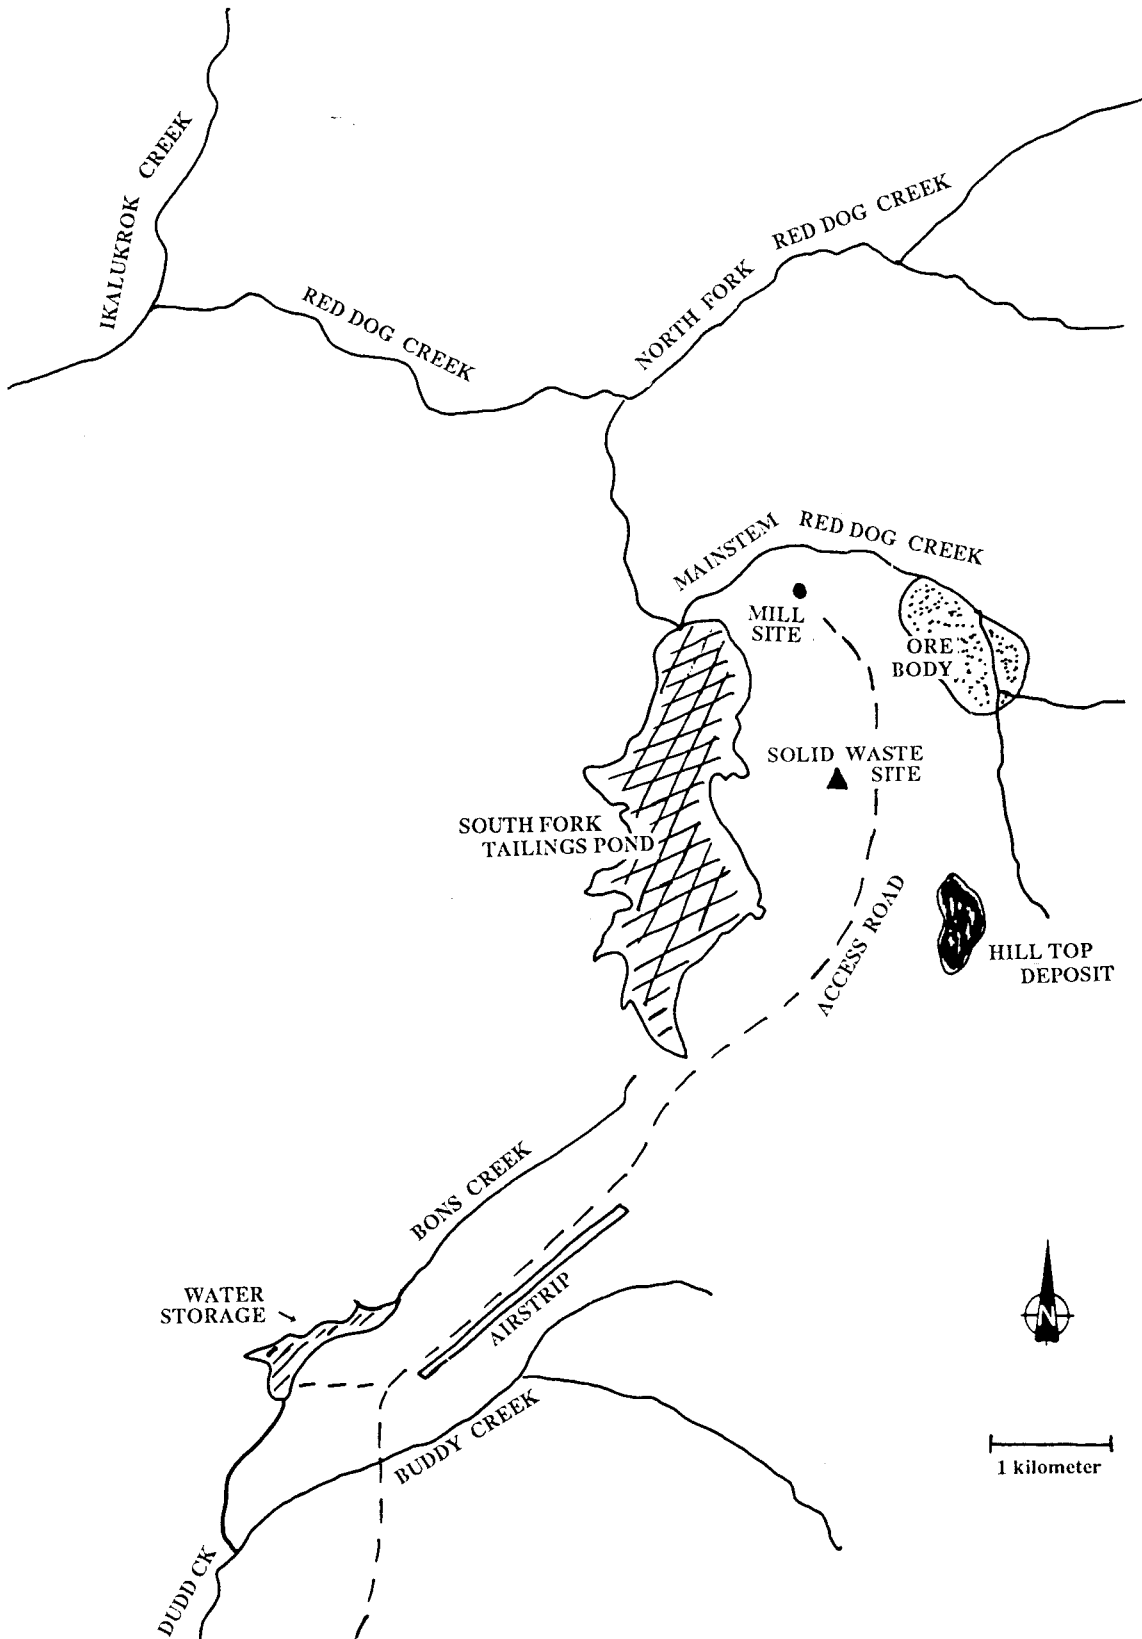 IKALUKROK CREEK
RED DOG CREEK
NORTH FORK RED DOG CREEK
MAINSTEM RED DOG CREEK
MILL
SITE
ORE
BODY
SOLID WASTE
SITE
SOUTH FORK
TAILINGS POND
ACCESS ROAD
HILL TOP
DEPOSIT
BONS CREEK
WATER
STORAGE
AIRSTRIP
BUDDY CREEK
N
1 kilometer
DUDD CK